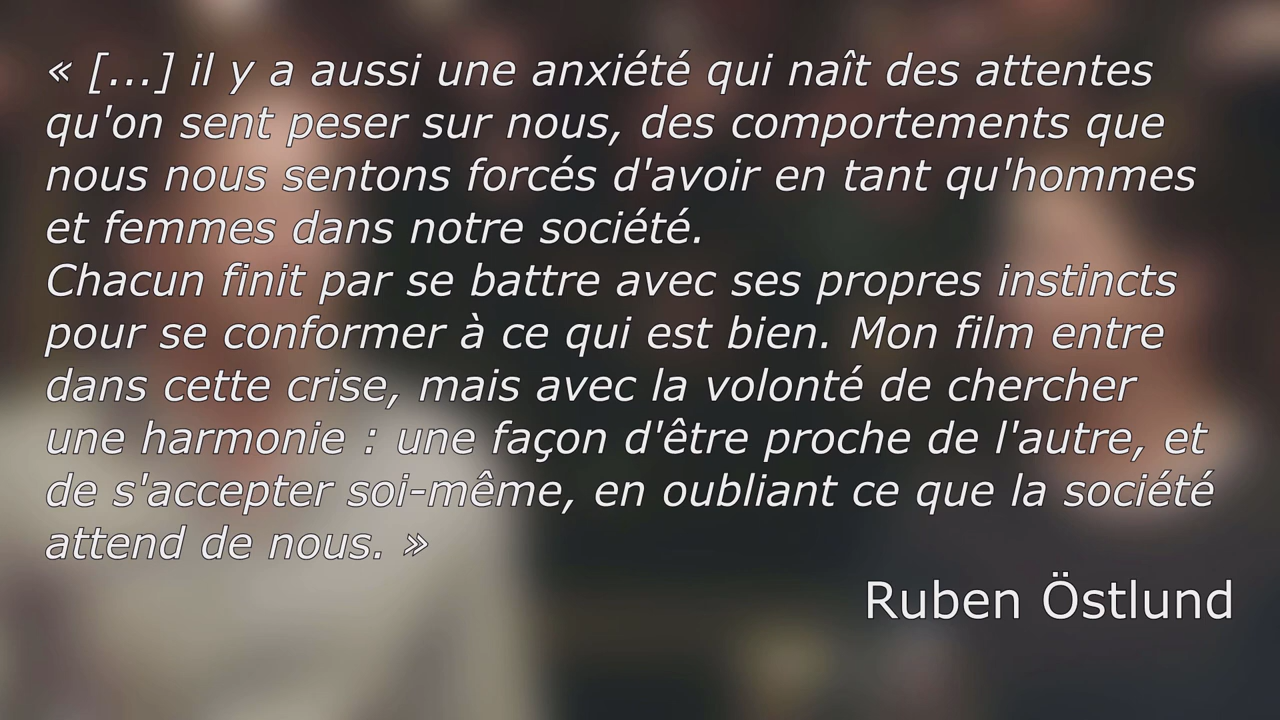 « [...] il y a aussi une anxiété qui naît des attentes
qu'on sent peser sur nous, des comportements que
nous nous sentons forcés d'avoir en tant qu'hommes
et femmes dans notre société.
Chacun finit par se battre avec ses propres instincts
pour se conformer à ce qui est bien. Mon film entre
dans cette crise, mais avec la volonté de chercher
une harmonie : une façon d'être proche de l'autre, et
de s'accepter soi-même, en oubliant ce que la société
attend de nous. »
Ruben Östlund